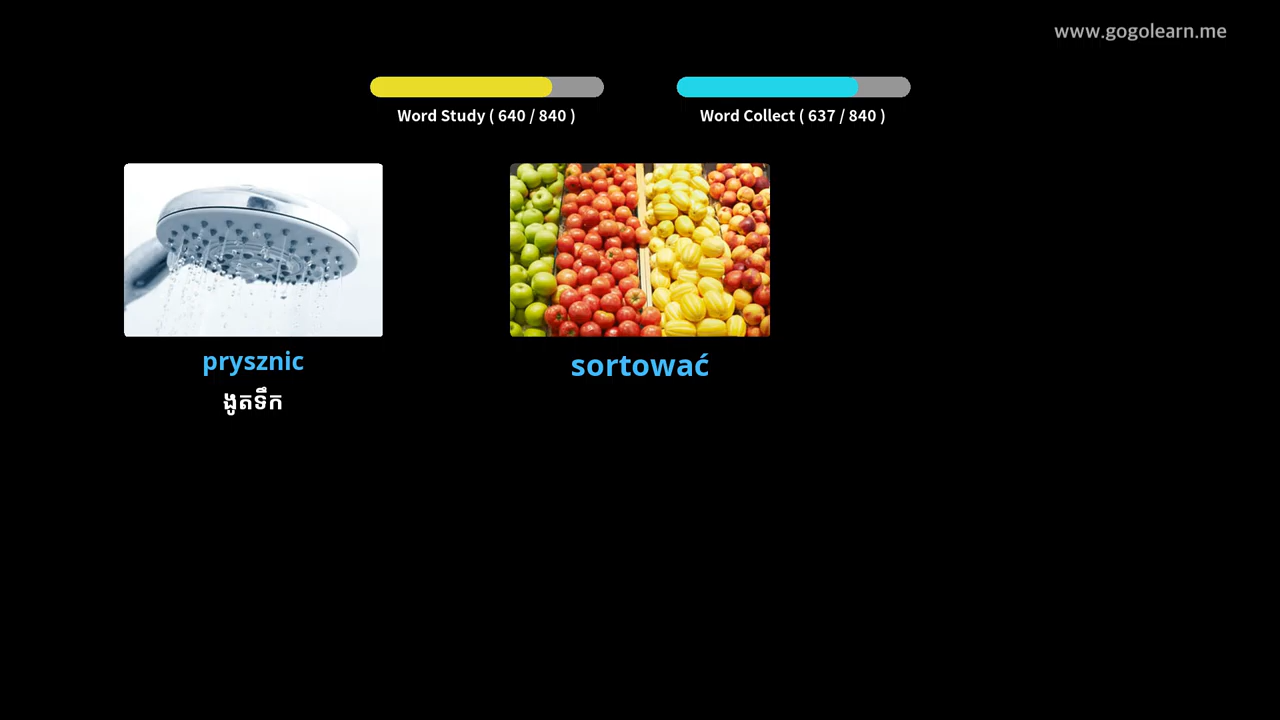 www.gogolearn.me
Word Study ( 640 / 840 )
Word Collect ( 637 / 840 )
prysznic
ងូតទឹក
sortować